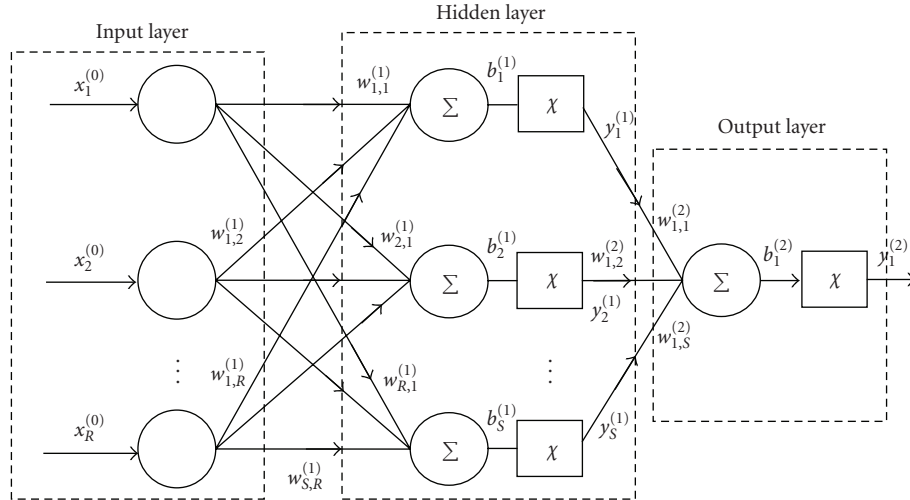 Hidden layer
Input layer
x_1^{(0)}
w_{1,1}^{(1)}
Σ
b_1^{(1)}
χ
y_1^{(1)}
Output layer
w_{1,2}^{(1)}
w_{2,1}^{(1)}
w_{1,1}^{(2)}
x_2^{(0)}
Σ
b_2^{(1)}
χ
w_{1,2}^{(2)}
y_2^{(1)}
Σ
b_1^{(2)}
χ
y_1^{(2)}
w_{1,S}^{(2)}
⋮
w_{1,R}^{(1)}
w_{R,1}^{(1)}
⋮
x_R^{(0)}
Σ
b_S^{(1)}
χ
y_S^{(1)}
w_{S,R}^{(1)}